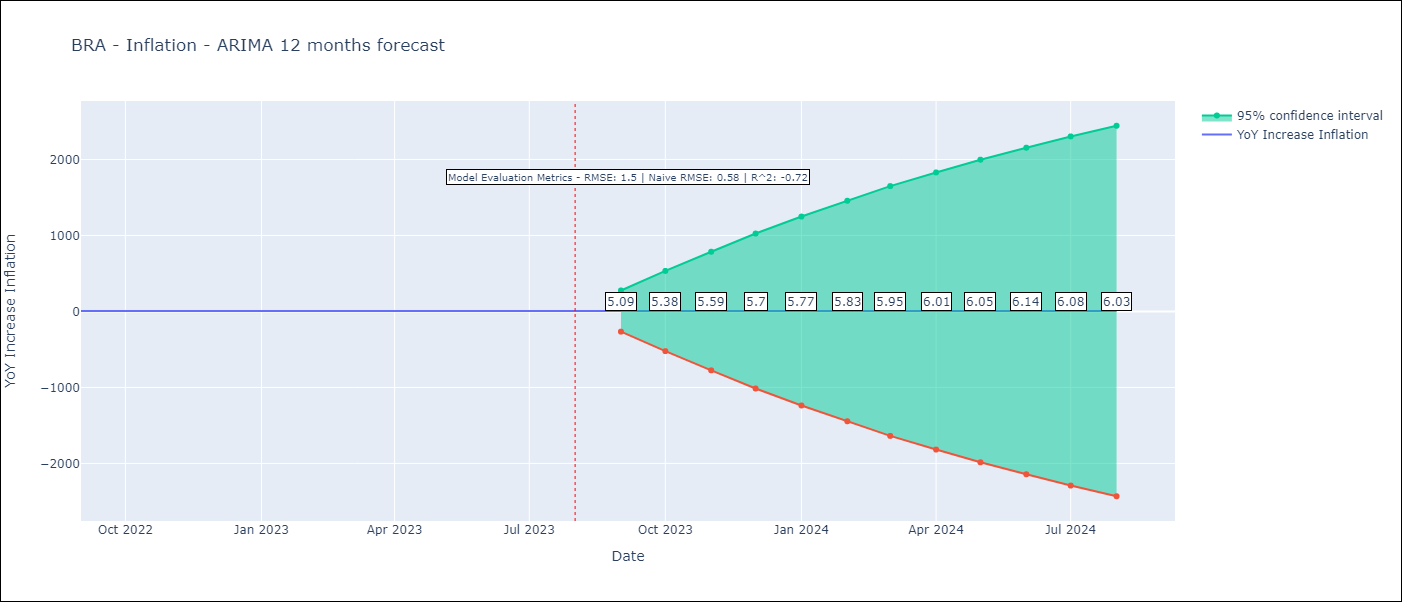 BRA - Inflation - ARIMA 12 months forecast
95% confidence interval
YoY Increase Inflation
Model Evaluation Metrics - RMSE: 1.5 | Naive RMSE: 0.58 | R^2: -0.72
2000
1000
0
−1000
−2000
YoY Increase Inflation
5.09 5.38 5.59 5.7 5.77 5.83 5.95 6.01 6.05 6.14 6.08 6.03
Oct 2022 Jan 2023 Apr 2023 Jul 2023 Oct 2023 Jan 2024 Apr 2024 Jul 2024
Date